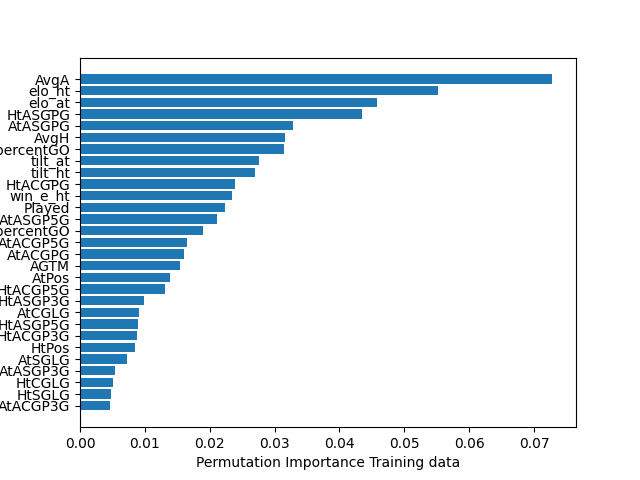 AvgA
elo_ht
elo_at
HtASGPG
AtASGPG
AvgH
percentGO
tilt_at
tilt_ht
HtACGPG
win_e_ht
Played
AtASGP5G
percentGO
AtACGP5G
AtACGPG
AGTM
AtPos
HtACGP5G
HtASGP3G
AtCGLG
HtASGP5G
HtACGP3G
HtPos
AtSGLG
AtASGP3G
HtCGLG
HtSGLG
AtACGP3G
0.00 0.01 0.02 0.03 0.04 0.05 0.06 0.07
Permutation Importance Training data